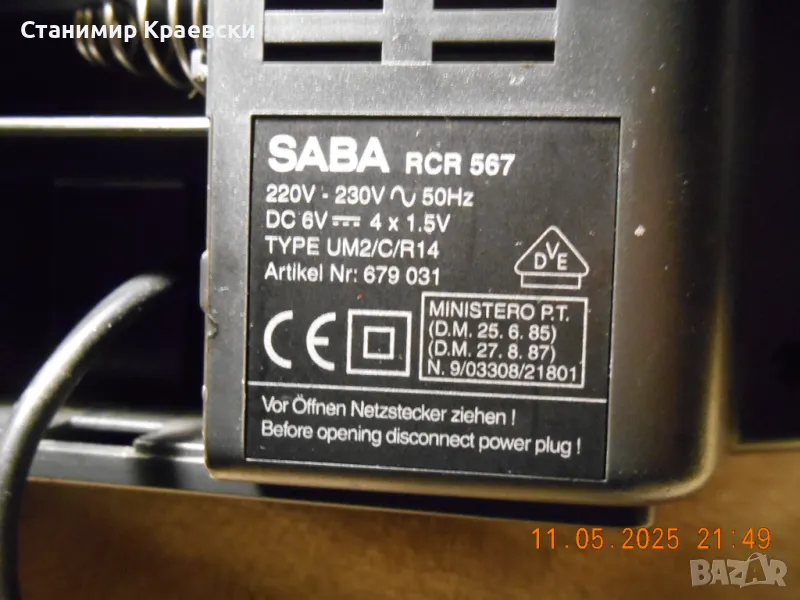 Станимир Краевски
SABA RCR 567
220V - 230V ∿ 50Hz
DC 6V ⎓ 4 x 1.5V
TYPE UM2/C/R14
Artikel Nr: 679 031
DVE
CE
MINISTERO P.T.
(D.M. 25. 6. 85)
(D.M. 27. 8. 87)
N. 9/03308/21801
Vor Öffnen Netzstecker ziehen !
Before opening disconnect power plug !
11.05.2025 21:49
BAZAR